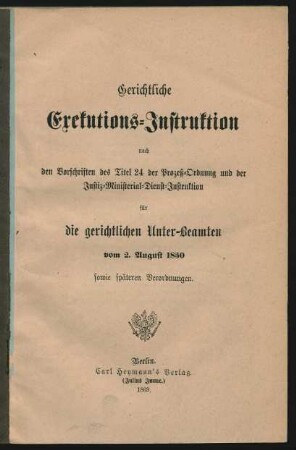 Gerichtliche
Exekutions-Instruktion
nach
den Vorschriften des Titel 24 der Prozeß-Ordnung und der
Justiz-Ministerial-Dienst-Instruktion
für
die gerichtlichen Unter-Beamten
vom 2. August 1850
sowie späteren Verordnungen.
Berlin.
Carl Heymann's Verlag.
(Julius Imme.)